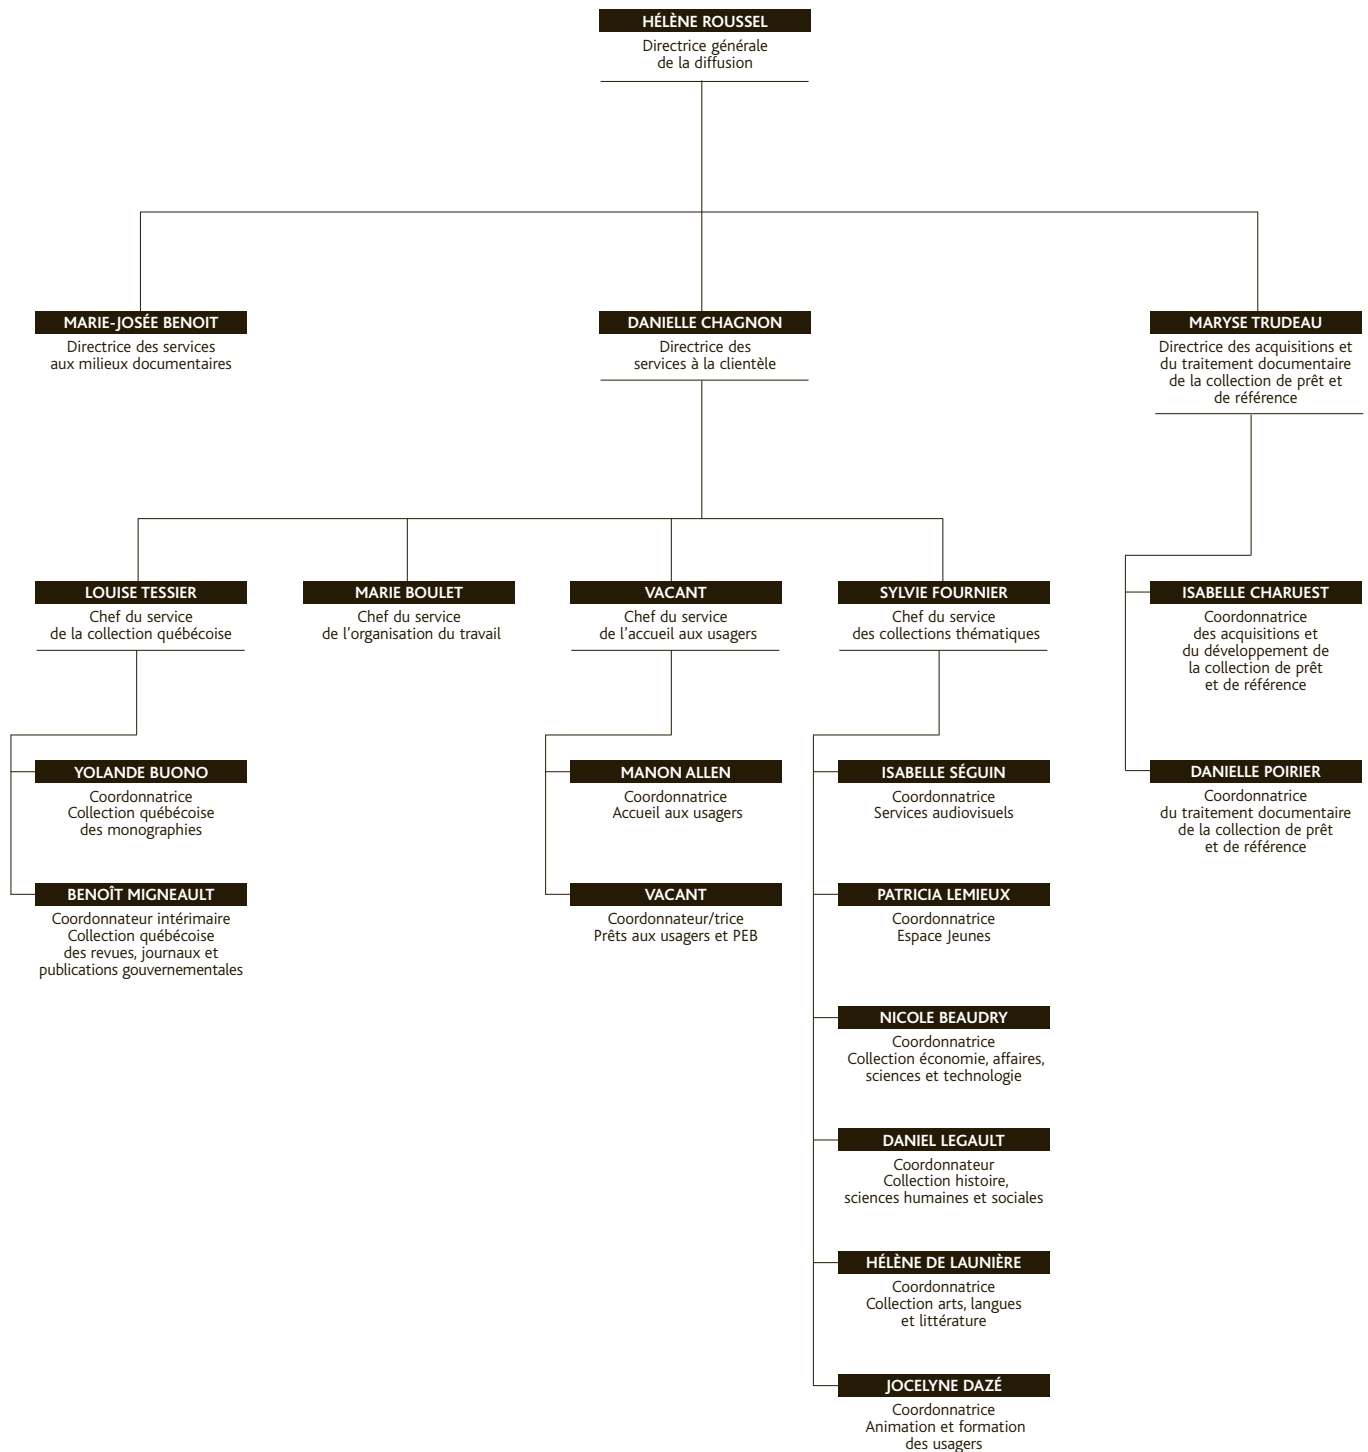 HÉLÈNE ROUSSEL
Directrice générale
de la diffusion
MARIE-JOSÉE BENOIT
Directrice des services
aux milieux documentaires
DANIELLE CHAGNON
Directrice des
services à la clientèle
MARYSE TRUDEAU
Directrice des acquisitions et
du traitement documentaire
de la collection de prêt et
de référence
LOUISE TESSIER
Chef du service
de la collection québécoise
MARIE BOULET
Chef du service
de l'organisation du travail
VACANT
Chef du service
de l'accueil aux usagers
SYLVIE FOURNIER
Chef du service
des collections thématiques
ISABELLE CHARUEST
Coordonnatrice
des acquisitions et
du développement de
la collection de prêt
et de référence
YOLANDE BUONO
Coordonnatrice
Collection québécoise
des monographies
MANON ALLEN
Coordonnatrice
Accueil aux usagers
ISABELLE SÉGUIN
Coordonnatrice
Services audiovisuels
DANIELLE POIRIER
Coordonnatrice
du traitement documentaire
de la collection de prêt
et de référence
BENOÎT MIGNEAULT
Coordonnateur intérimaire
Collection québécoise
des revues, journaux et
publications gouvernementales
VACANT
Coordonnateur/trice
Prêts aux usagers et PEB
PATRICIA LEMIEUX
Coordonnatrice
Espace Jeunes
NICOLE BEAUDRY
Coordonnatrice
Collection économie, affaires,
sciences et technologie
DANIEL LEGAULT
Coordonnateur
Collection histoire,
sciences humaines et sociales
HÉLÈNE DE LAUNIÈRE
Coordonnatrice
Collection arts, langues
et littérature
JOCELYNE DAZÉ
Coordonnatrice
Animation et formation
des usagers